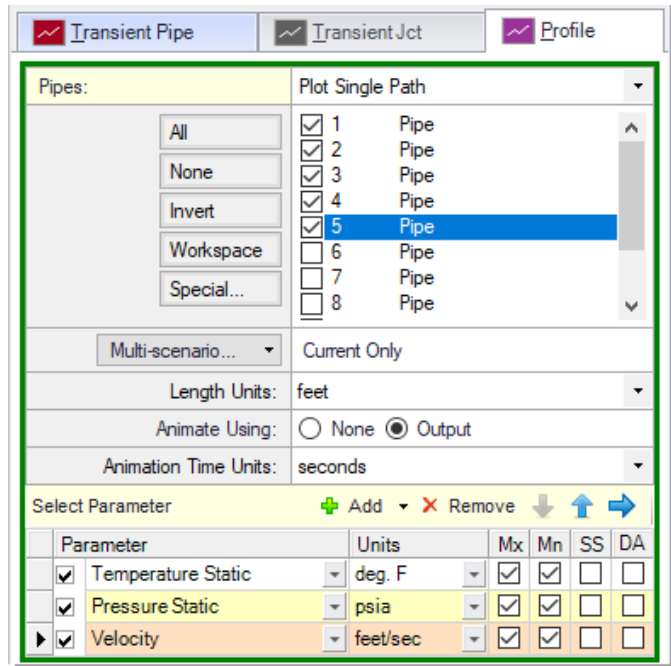 Transient Pipe Transient Jct Profile
Pipes: Plot Single Path
All
None
Invert
Workspace
Special...
1 Pipe
2 Pipe
3 Pipe
4 Pipe
5 Pipe
6 Pipe
7 Pipe
8 Pipe
Multi-scenario... Current Only
Length Units: feet
Animate Using: None Output
Animation Time Units: seconds
Select Parameter Add Remove
Parameter Units Mx Mn SS DA
Temperature Static deg. F
Pressure Static psia
Velocity feet/sec